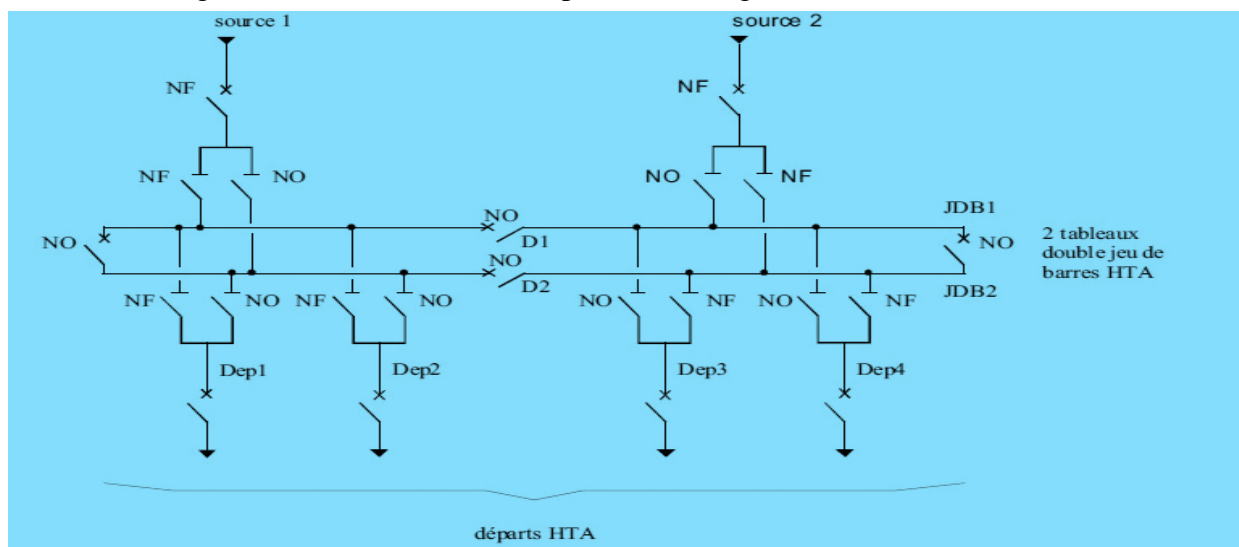 source 1
source 2
NF
NF
NF
NO
NO
NF
NO
JDB1
NO
D1
NO
NO
2 tableaux
double jeu de
barres HTA
NO
D2
JDB2
NF
NO
NF
NO
NO
NF
NO
NF
Dep1
Dep2
Dep3
Dep4
départs HTA